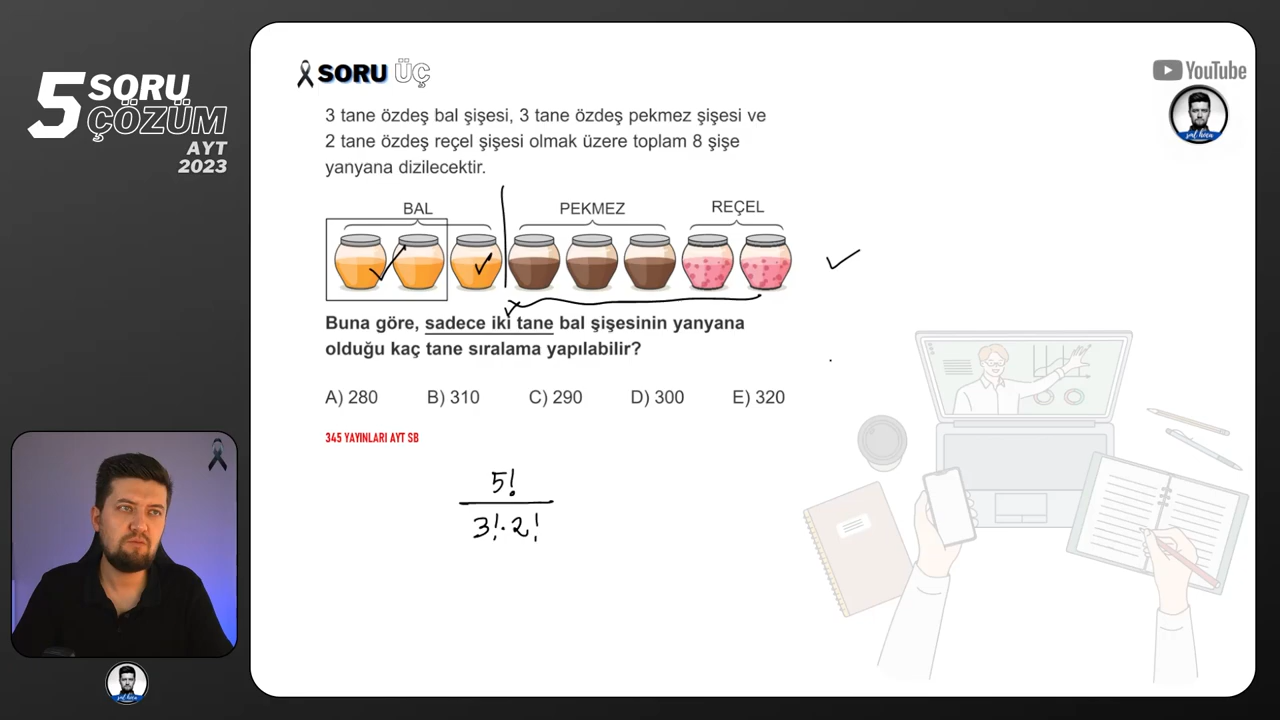 5 SORU
ÇÖZÜM
AYT
2023
SORU ÜÇ
YouTube
3 tane özdeş bal şişesi, 3 tane özdeş pekmez şişesi ve
2 tane özdeş reçel şişesi olmak üzere toplam 8 şişe
yanyana dizilecektir.
BAL PEKMEZ REÇEL
Buna göre, sadece iki tane bal şişesinin yanyana
olduğu kaç tane sıralama yapılabilir?
A) 280 B) 310 C) 290 D) 300 E) 320
345 YAYINLARI AYT SB
5!
3! · 2!